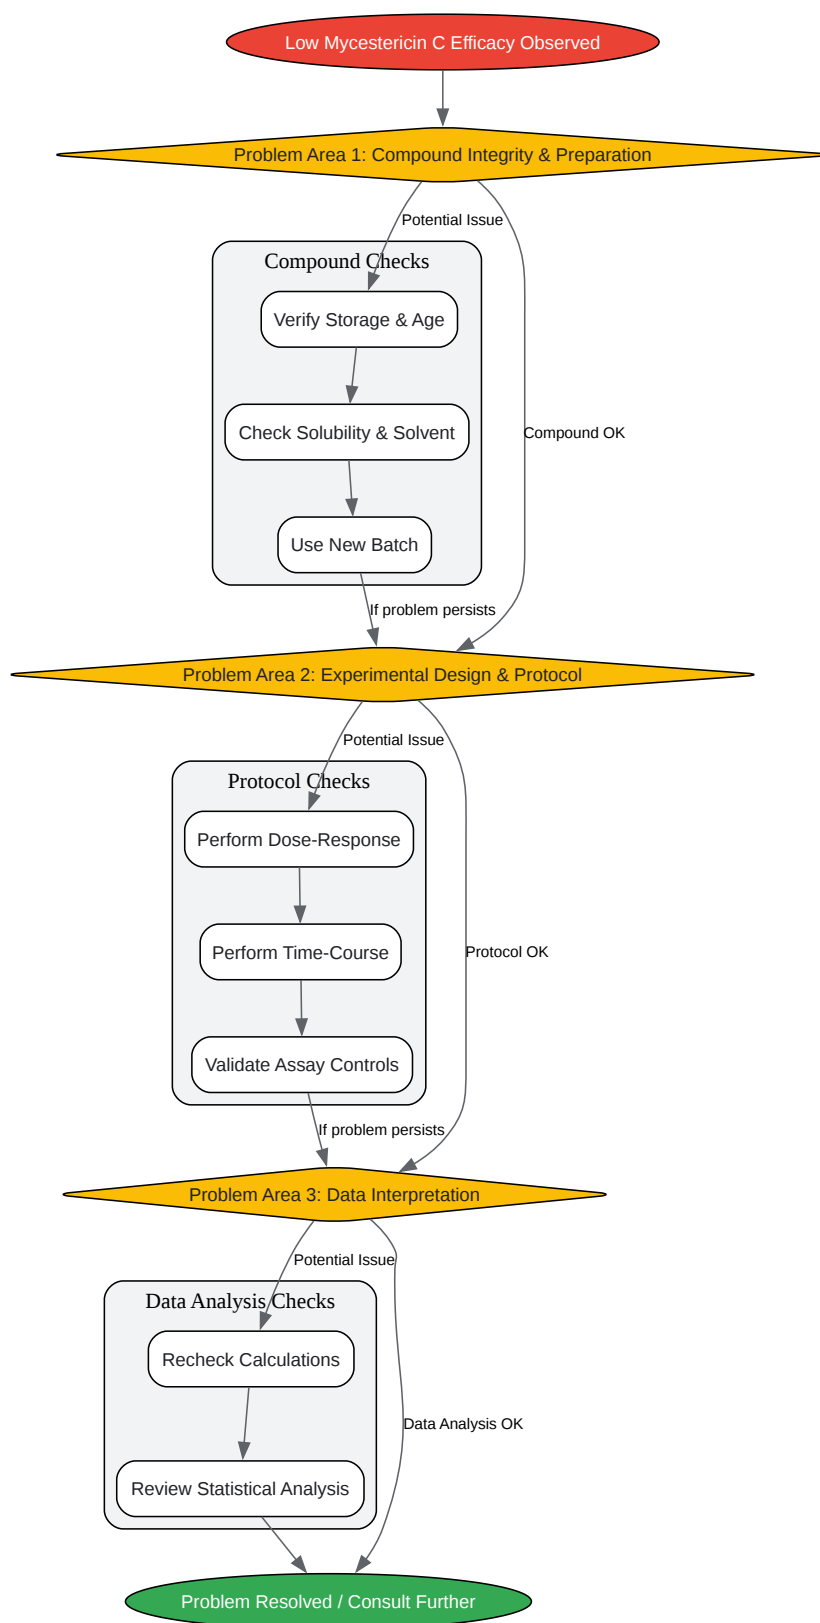 Low Mycestericin C Efficacy Observed
Problem Area 1: Compound Integrity & Preparation
Potential Issue
Compound Checks
Verify Storage & Age
Check Solubility & Solvent
Compound OK
Use New Batch
If problem persists
Problem Area 2: Experimental Design & Protocol
Potential Issue
Protocol Checks
Perform Dose-Response
Perform Time-Course
Protocol OK
Validate Assay Controls
If problem persists
Problem Area 3: Data Interpretation
Potential Issue
Data Analysis Checks
Recheck Calculations
Data Analysis OK
Review Statistical Analysis
Problem Resolved / Consult Further